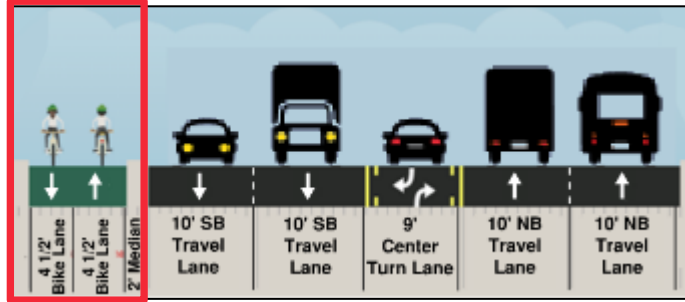 4 1/2'
Bike Lane
4 1/2'
Bike Lane
2' Median
10' SB
Travel
Lane
10' SB
Travel
Lane
9'
Center
Turn Lane
10' NB
Travel
Lane
10' NB
Travel
Lane